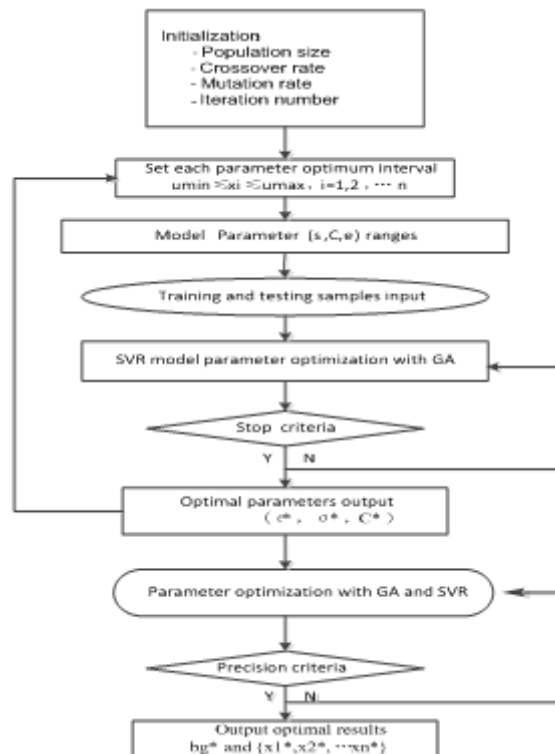 Initialization
- Population size
- Crossover rate
- Mutation rate
- Iteration number
Set each parameter optimum interval
umin ≤xi ≤umax, i=1,2 , ⋯ n
Model Parameter (s,C,e) ranges
Training and testing samples input
SVR model parameter optimization with GA
Stop criteria
Y N
Optimal parameters output
( ε*, σ*, C* )
Parameter optimization with GA and SVR
Precision criteria
Y N
Output optimal results
bg* and {x1*,x2*, ⋯xn*}